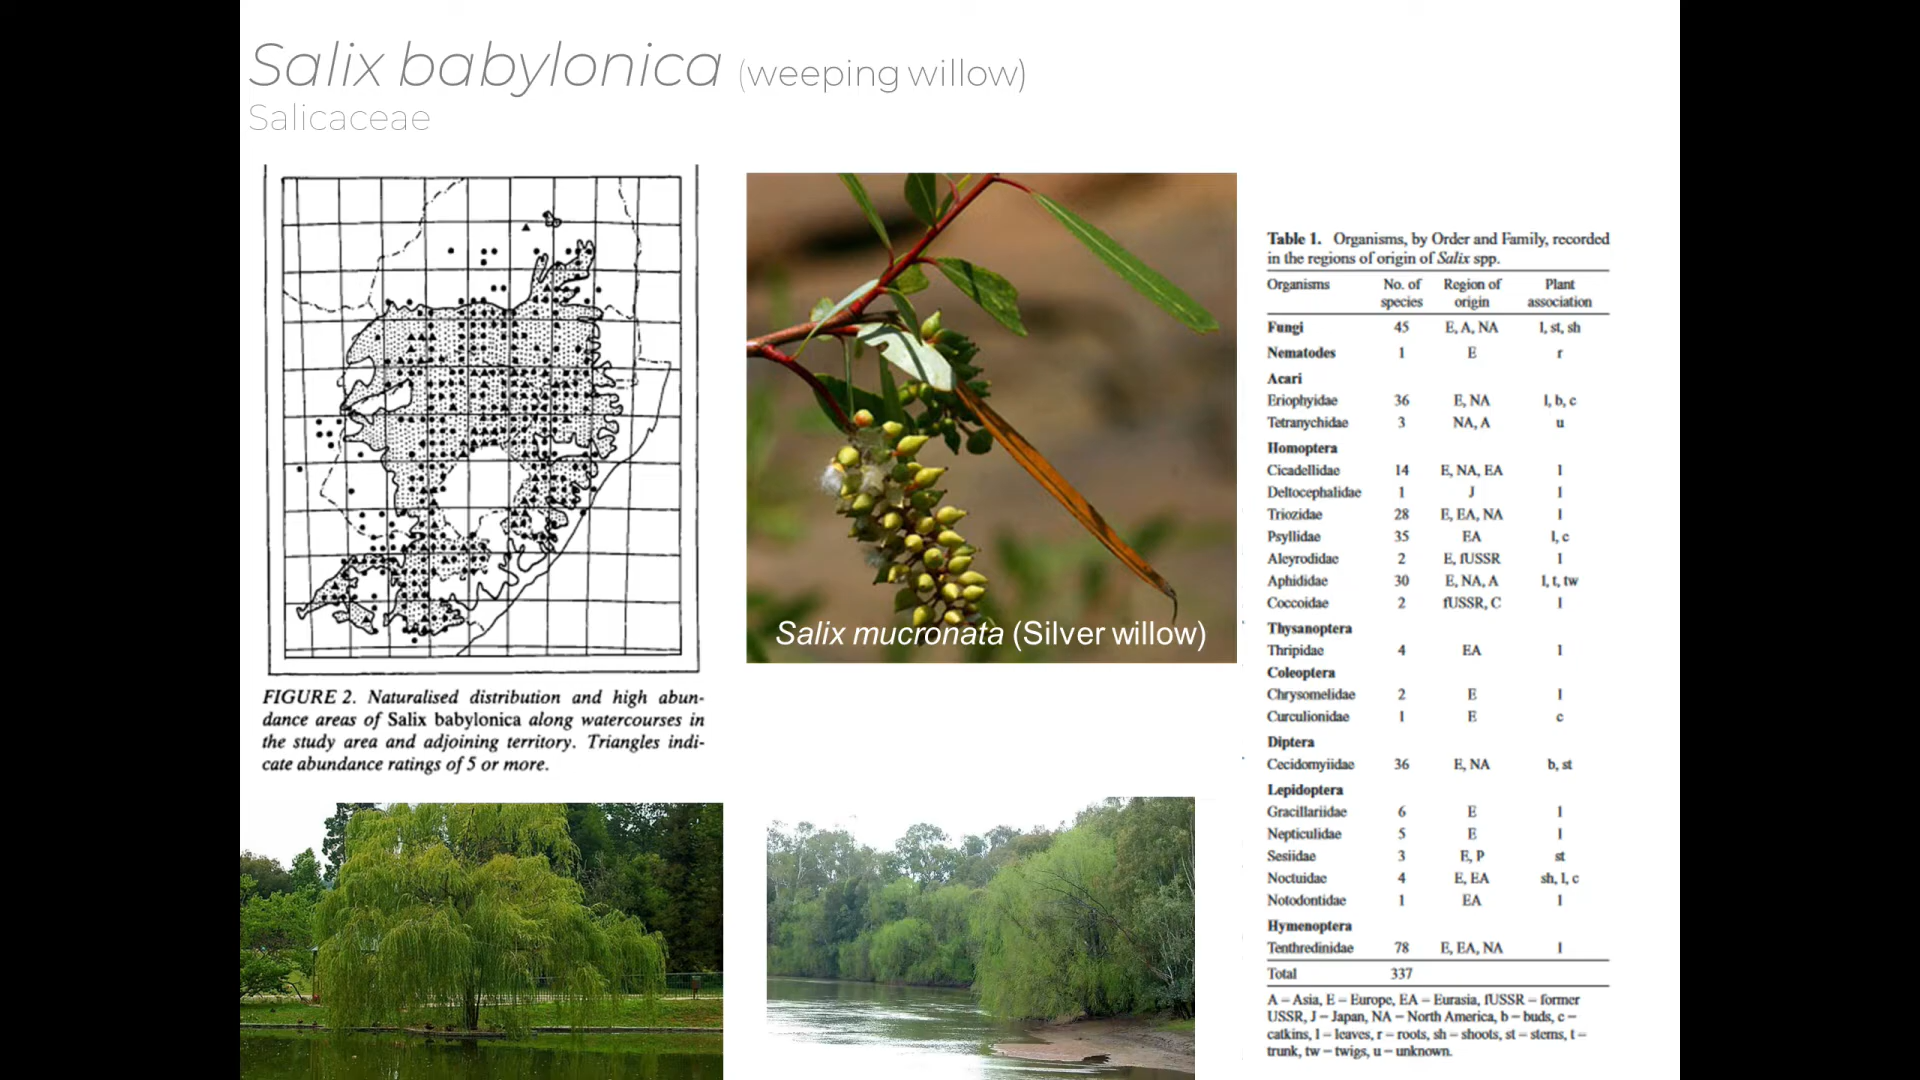 Salix babylonica (weeping willow)
Salicaceae
FIGURE 2. Naturalised distribution and high abun-
dance areas of Salix babylonica along watercourses in
the study area and adjoining territory. Triangles indi-
cate abundance ratings of 5 or more.
Salix mucronata (Silver willow)
Table 1. Organisms, by Order and Family, recorded
in the regions of origin of Salix spp.
Organisms No. of species Region of origin Plant association
Fungi 45 E, A, NA l, st, sh
Nematodes 1 E r
Acari
Eriophyidae 36 E, NA l, b, c
Tetranychidae 3 NA, A u
Homoptera
Cicadellidae 14 E, NA, EA l
Deltocephalidae 1 J l
Triozidae 28 E, EA, NA l
Psyllidae 35 EA l, c
Aleyrodidae 2 E, fUSSR l
Aphididae 30 E, NA, A l, t, tw
Coccoidae 2 fUSSR, C l
Thysanoptera
Thripidae 4 EA l
Coleoptera
Chrysomelidae 2 E l
Curculionidae 1 E c
Diptera
Cecidomyiidae 36 E, NA b, st
Lepidoptera
Gracillariidae 6 E l
Nepticulidae 5 E l
Sesiidae 3 E, P st
Noctuidae 4 E, EA sh, l, c
Notodontidae 1 EA l
Hymenoptera
Tenthredinidae 78 E, EA, NA l
Total 337
A = Asia, E = Europe, EA = Eurasia, fUSSR = former
USSR, J = Japan, NA = North America, b = buds, c =
catkins, l = leaves, r = roots, sh = shoots, st = stems, t =
trunk, tw = twigs, u = unknown.